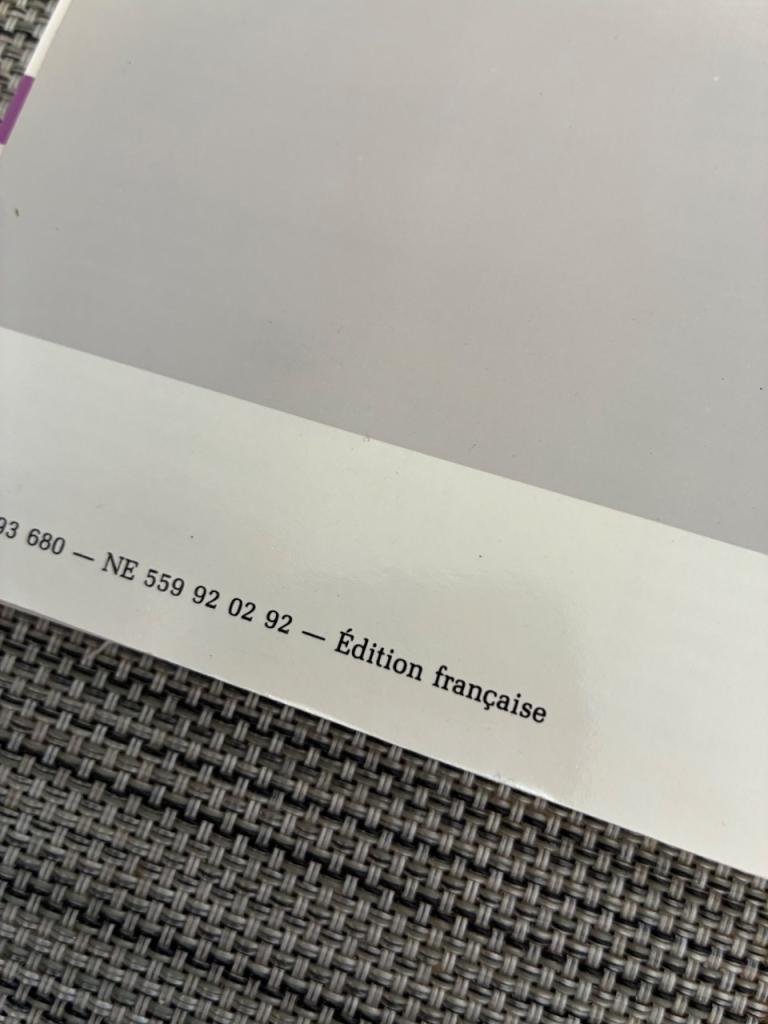 93 680 — NE 559 92 02 92 — Édition française